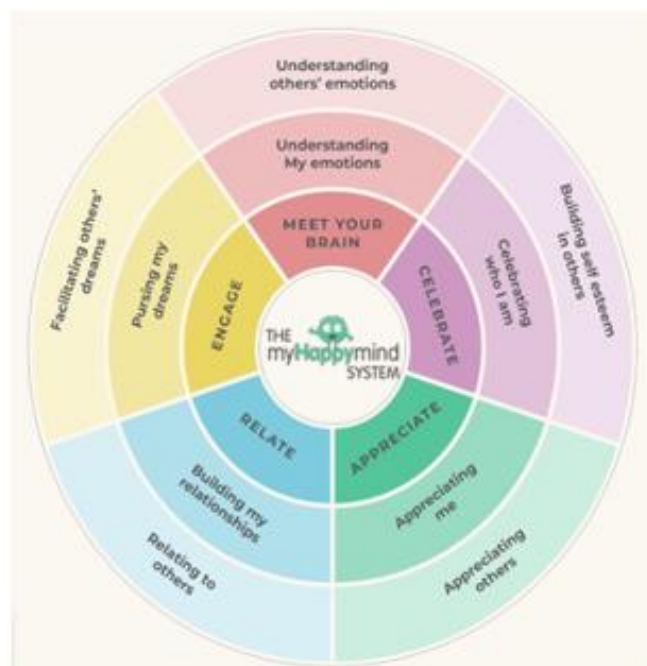 Understanding
others' emotions
Understanding
My emotions
MEET YOUR
BRAIN
Building self esteem
in others
Celebrating
who I am
CELEBRATE
Appreciating
others
Appreciating
me
APPRECIATE
Relating to
others
Building my
relationships
RELATE
Facilitating others'
dreams
Pursing my
dreams
ENGAGE
THE
myHappymind
SYSTEM